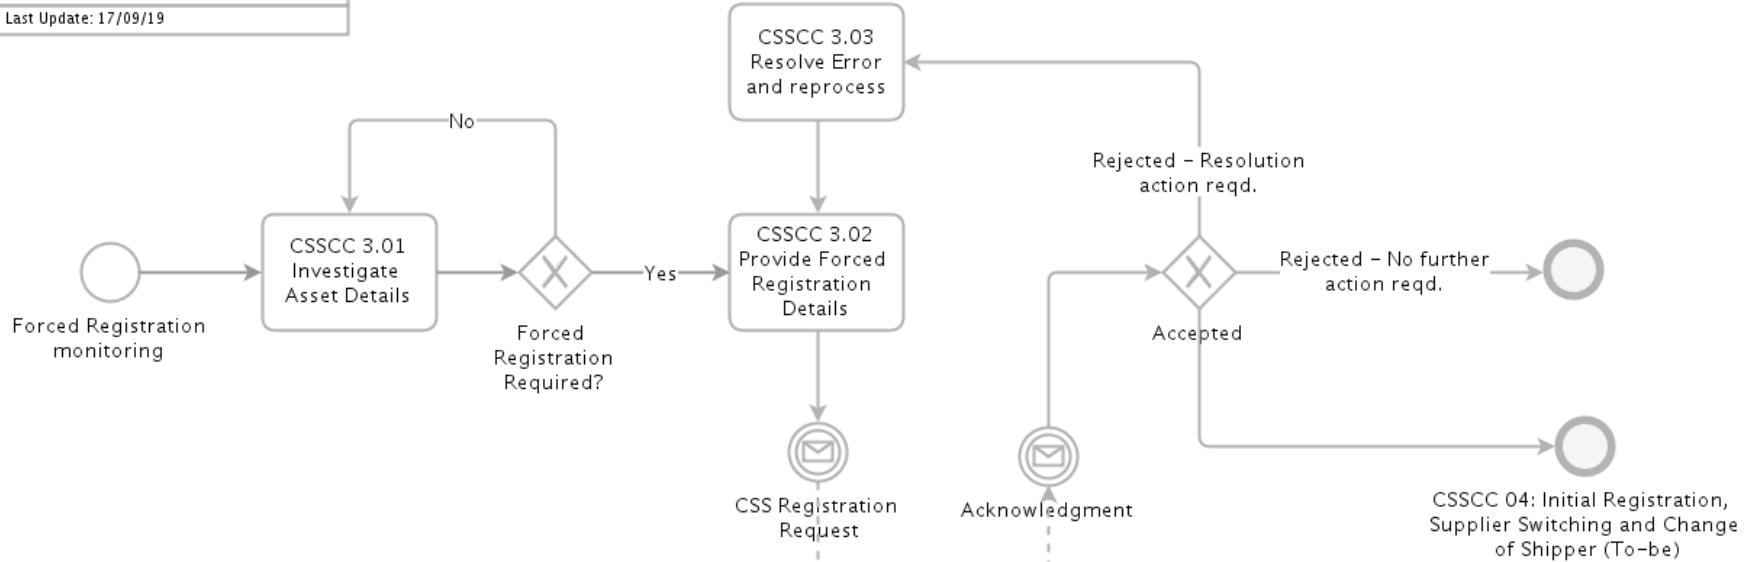 Last Update: 17/09/19
CSSCC 3.03
Resolve Error
and reprocess
No
Rejected – Resolution
action reqd.
CSSCC 3.01
Investigate
Asset Details
Yes
CSSCC 3.02
Provide Forced
Registration
Details
Rejected – No further
action reqd.
Forced Registration
monitoring
Forced
Registration
Required?
Accepted
CSS Registration
Request
Acknowledgment
CSSCC 04: Initial Registration,
Supplier Switching and Change
of Shipper (To–be)